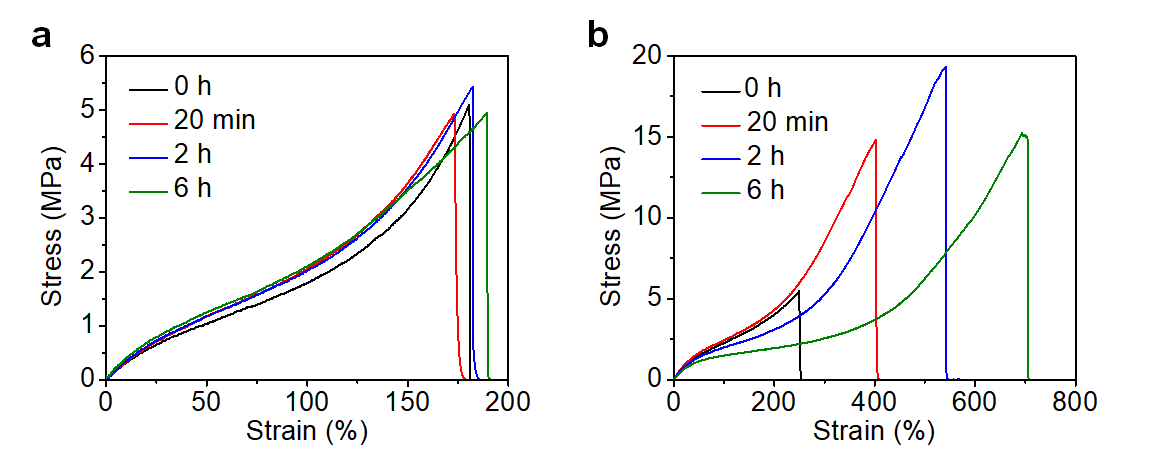 a
6
5
4
3
2
1
0
Stress (MPa)
0 h
20 min
2 h
6 h
0 50 100 150 200
Strain (%)
b
20
15
10
5
0
Stress (MPa)
0 h
20 min
2 h
6 h
0 200 400 600 800
Strain (%)